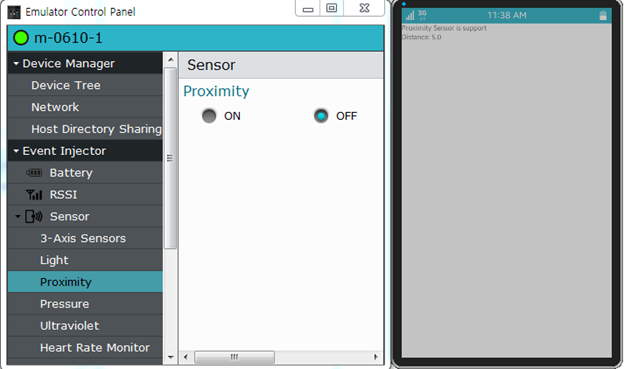 Emulator Control Panel
m-0610-1
Device Manager
Device Tree
Network
Host Directory Sharing
Event Injector
Battery
RSSI
Sensor
3-Axis Sensors
Light
Proximity
Pressure
Ultraviolet
Heart Rate Monitor
Sensor
Proximity
ON
OFF
3G
11:38 AM
Proximity Sensor is support
Distance: 5.0